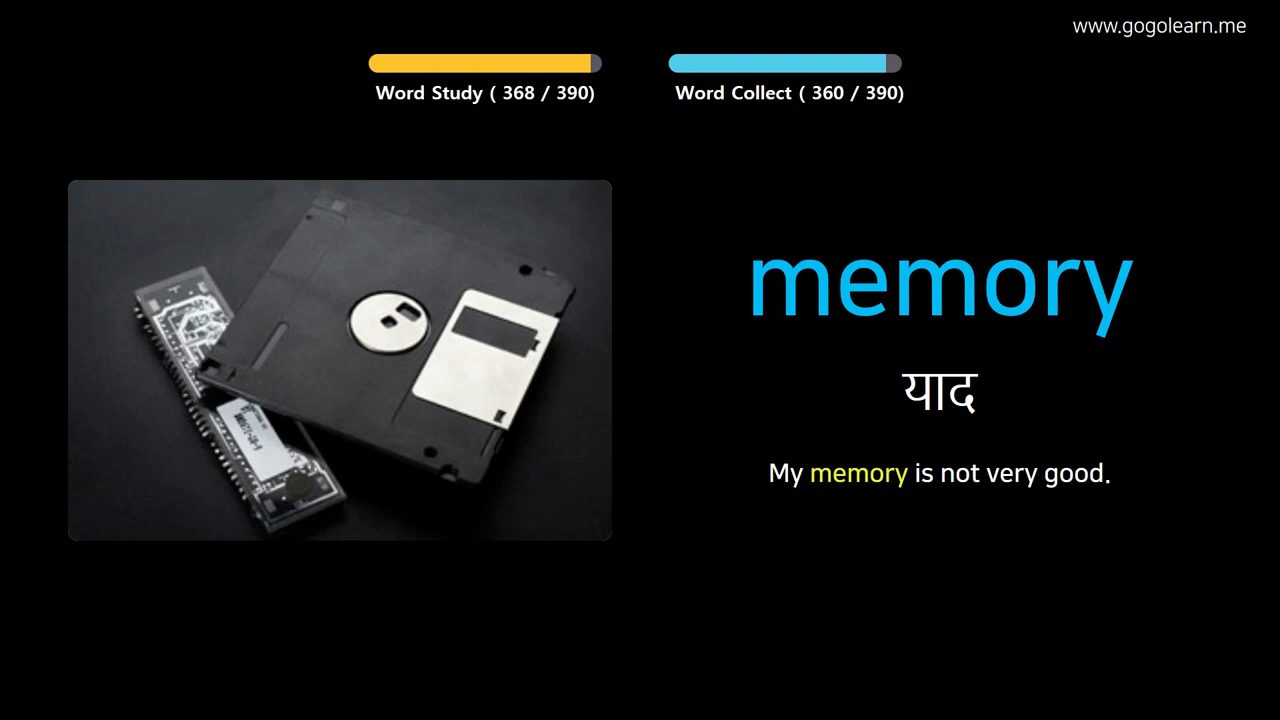 www.gogolearn.me
Word Study ( 368 / 390)
Word Collect ( 360 / 390)
memory
याद
My memory is not very good.